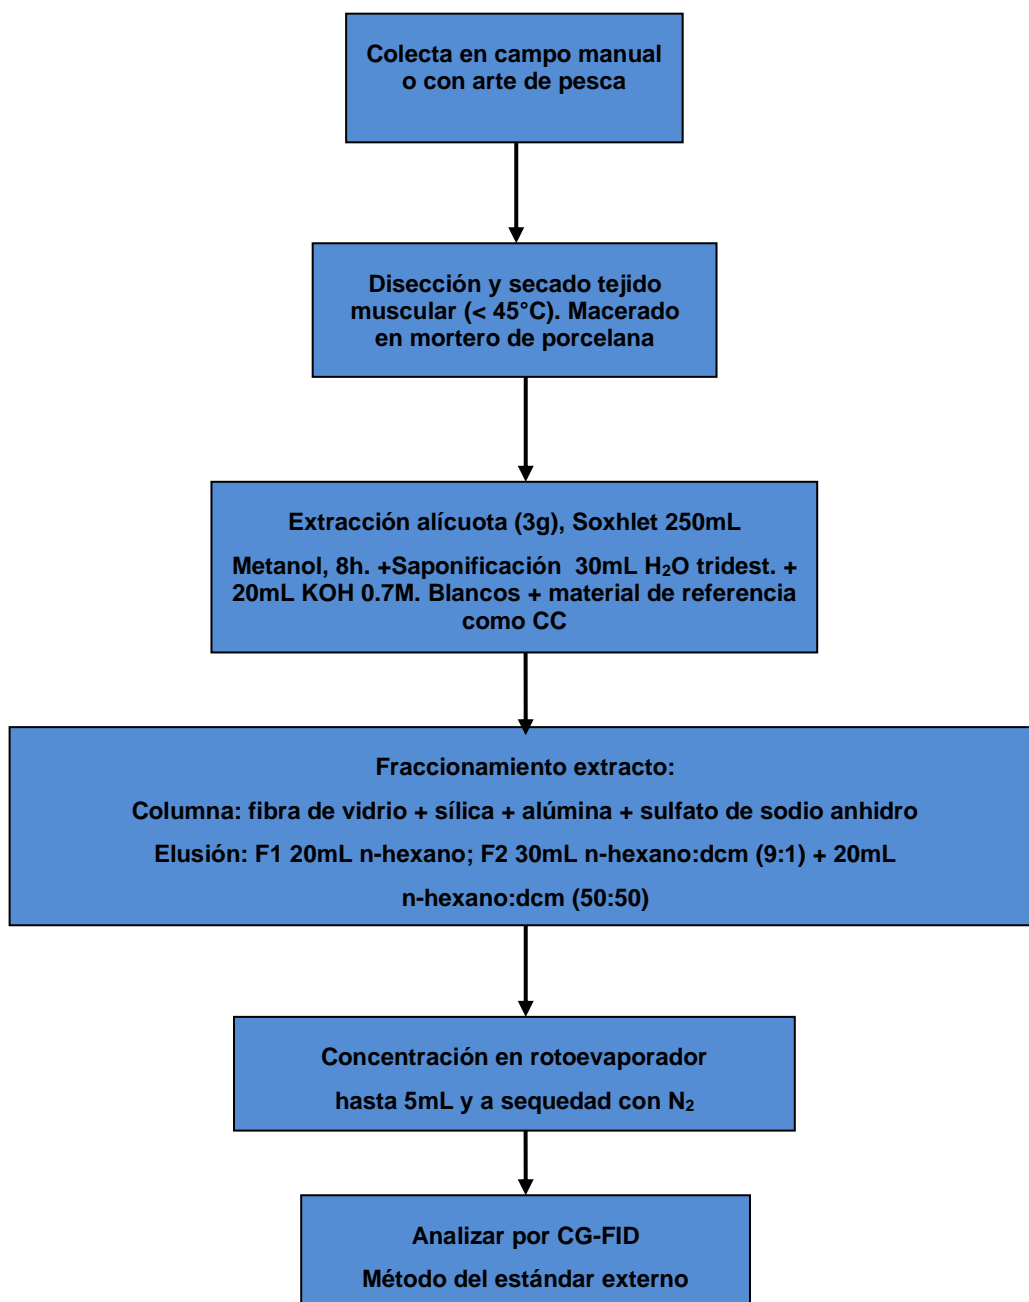 Colecta en campo manual
o con arte de pesca
Disección y secado tejido
muscular (< 45°C). Macerado
en mortero de porcelana
Extracción alícuota (3g), Soxhlet 250mL
Metanol, 8h. +Saponificación 30mL H₂O tridest. +
20mL KOH 0.7M. Blancos + material de referencia
como CC
Fraccionamiento extracto:
Columna: fibra de vidrio + sílica + alúmina + sulfato de sodio anhidro
Elusión: F1 20mL n-hexano; F2 30mL n-hexano:dcm (9:1) + 20mL
n-hexano:dcm (50:50)
Concentración en rotoevaporador
hasta 5mL y a sequedad con N₂
Analizar por CG-FID
Método del estándar externo